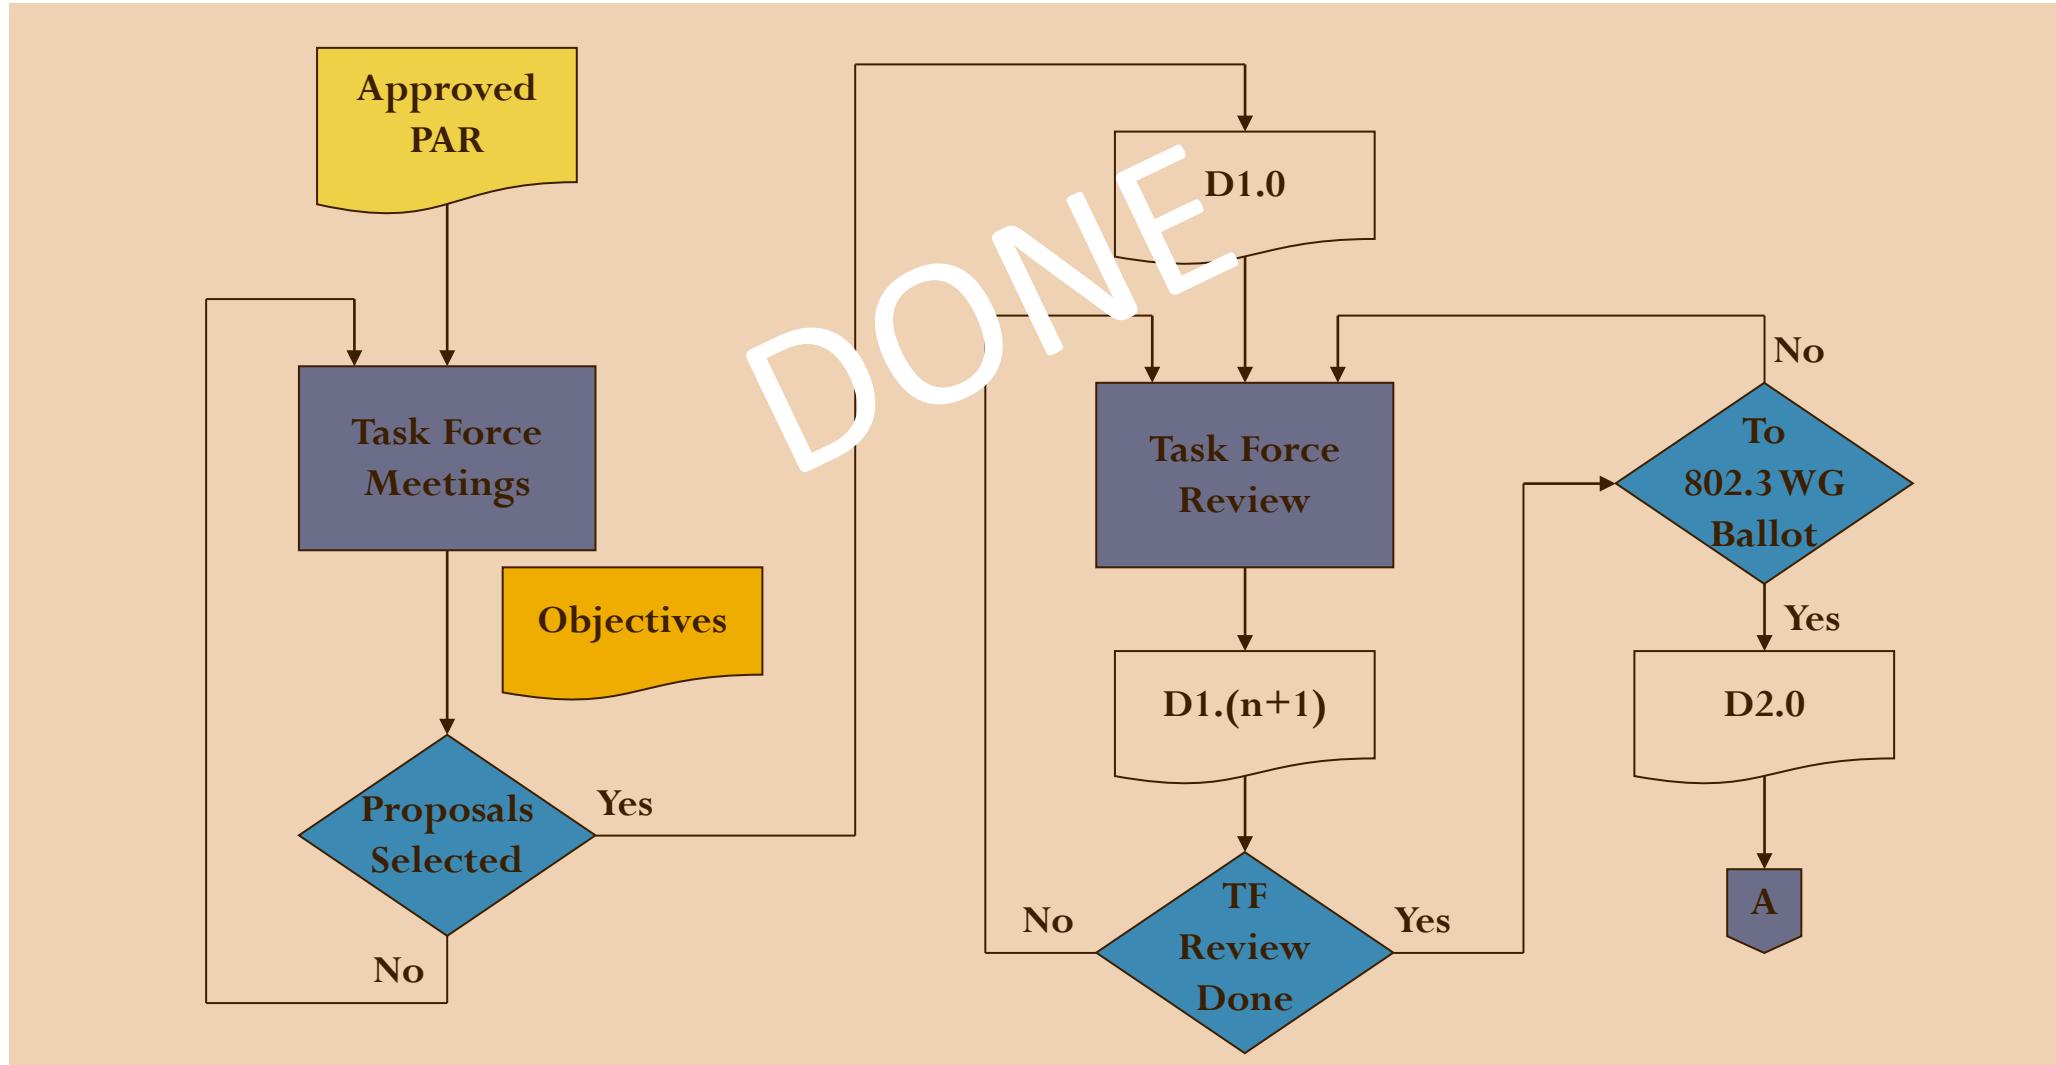 Approved
PAR
Task Force
Meetings
Objectives
Proposals
Selected
Yes
No
DONE
D1.0
Task Force
Review
D1.(n+1)
TF
Review
Done
No
Yes
No
To
802.3 WG
Ballot
Yes
D2.0
A